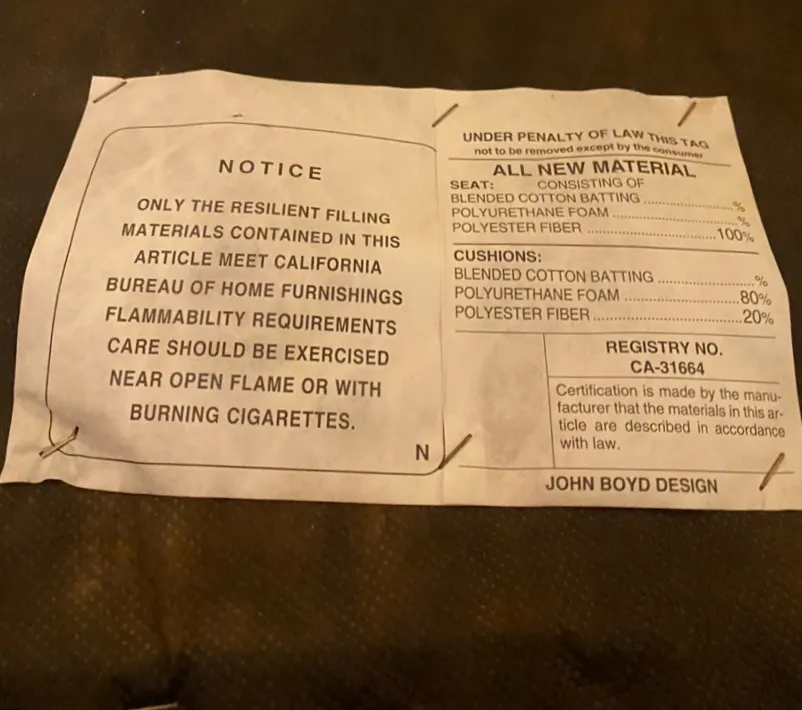 NOTICE
ONLY THE RESILIENT FILLING
MATERIALS CONTAINED IN THIS
ARTICLE MEET CALIFORNIA
BUREAU OF HOME FURNISHINGS
FLAMMABILITY REQUIREMENTS
CARE SHOULD BE EXERCISED
NEAR OPEN FLAME OR WITH
BURNING CIGARETTES.
N
UNDER PENALTY OF LAW THIS TAG
not to be removed except by the consumer
ALL NEW MATERIAL
SEAT: CONSISTING OF
BLENDED COTTON BATTING ..................%
POLYURETHANE FOAM .........................%
POLYESTER FIBER ..........................100%
CUSHIONS:
BLENDED COTTON BATTING ....................%
POLYURETHANE FOAM ........................80%
POLYESTER FIBER ..............................20%
REGISTRY NO.
CA-31664
Certification is made by the manu-
facturer that the materials in this ar-
ticle are described in accordance
with law.
JOHN BOYD DESIGN